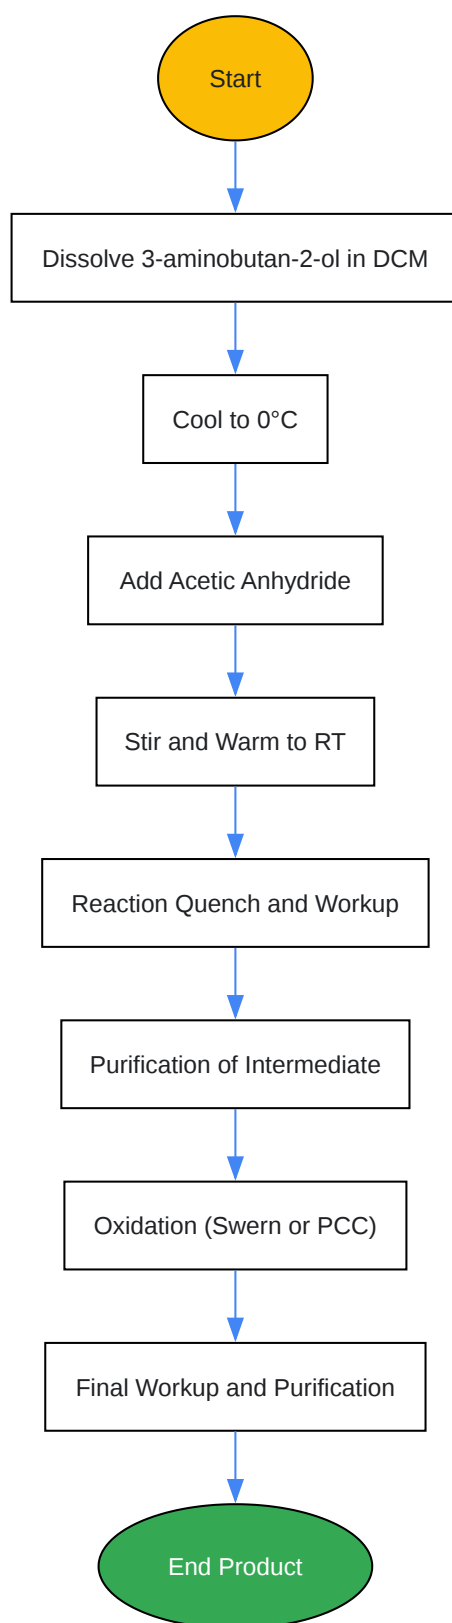 Start
Dissolve 3-aminobutan-2-ol in DCM
Cool to 0°C
Add Acetic Anhydride
Stir and Warm to RT
Reaction Quench and Workup
Purification of Intermediate
Oxidation (Swern or PCC)
Final Workup and Purification
End Product